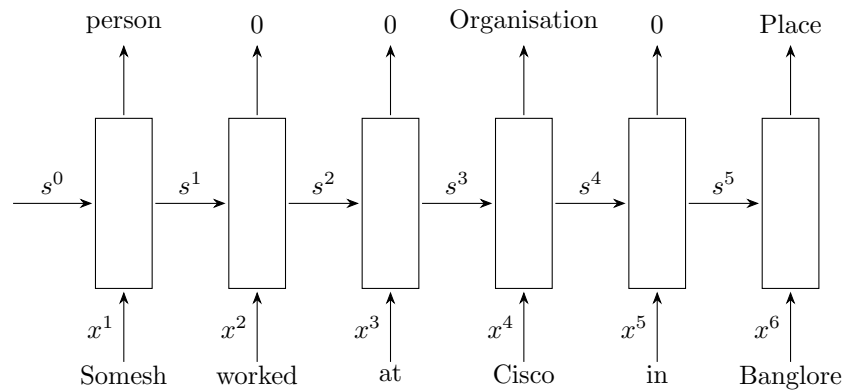 person 0 0 Organisation 0 Place
s^0 s^1 s^2 s^3 s^4 s^5
x^1 x^2 x^3 x^4 x^5 x^6
Somesh worked at Cisco in Banglore